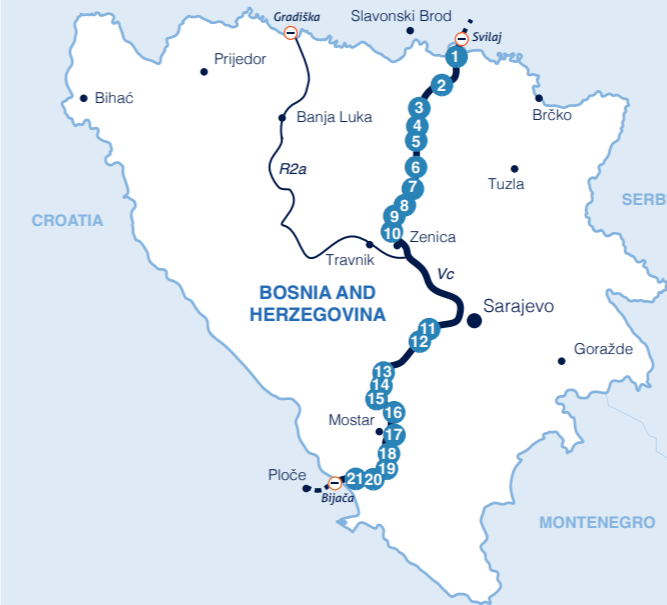 Gradiška
Slavonski Brod
Svilaj
1
Prijedor
2
Bihać
3
Brčko
Banja Luka
4
5
R2a
6
Tuzla
7
8
SERB
9
CROATIA
10
Zenica
Travnik
Vc
BOSNIA AND
HERZEGOVINA
Sarajevo
11
12
Goražde
13
14
15
16
Mostar
17
18
19
Ploče
21
20
Bijača
MONTENEGRO